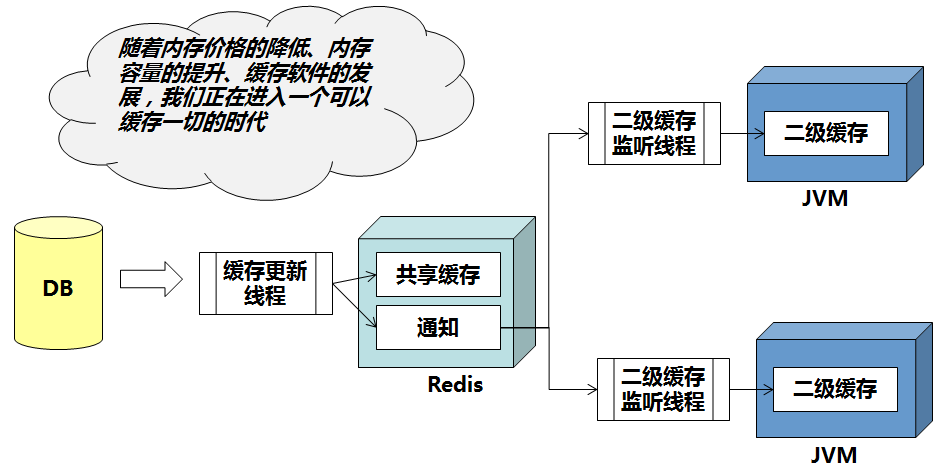 随着内存价格的降低、内存
容量的提升、缓存软件的发
展，我们正在进入一个可以
缓存一切的时代
二级缓存
监听线程
二级缓存
JVM
DB
缓存更新
线程
共享缓存
通知
Redis
二级缓存
监听线程
二级缓存
JVM